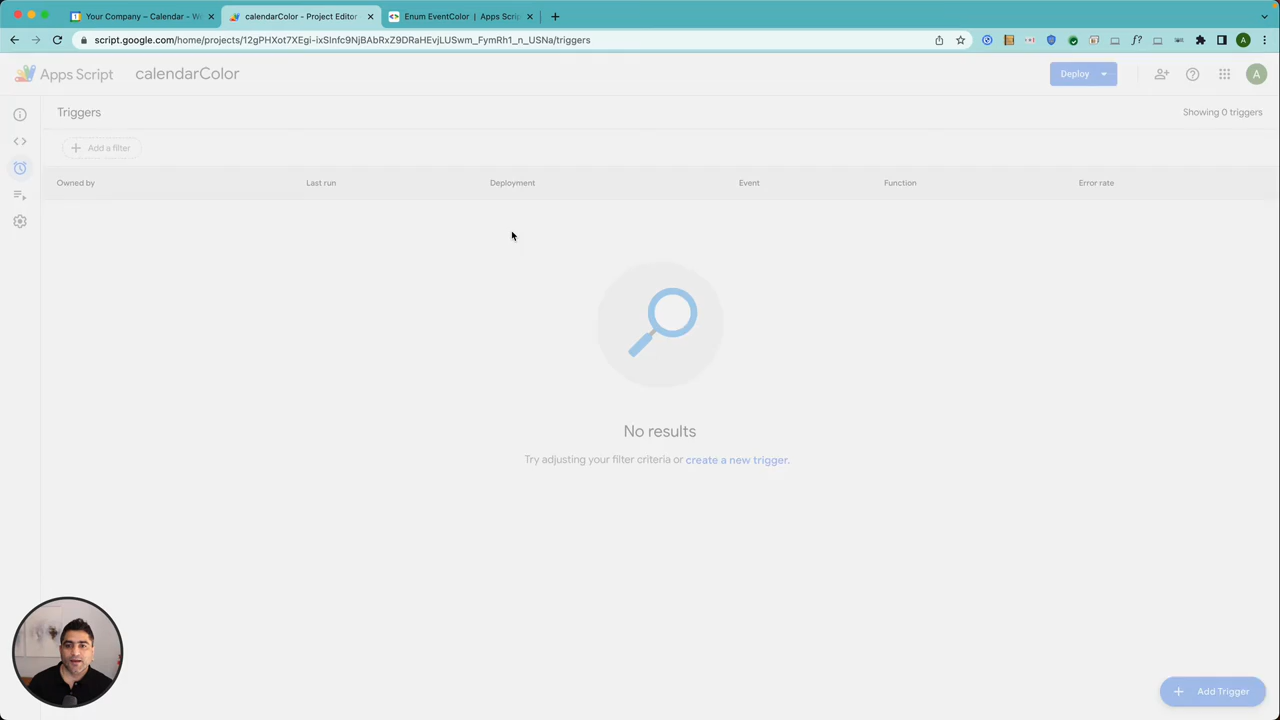 Your Company – Calendar - W
calendarColor - Project Editor
Enum EventColor | Apps Scrip
script.google.com/home/projects/12gPHXot7XEgi-ixSInfc9NjBAbRxZ9DRaHEvjLUSwm_FymRh1_n_USNa/triggers
Apps Script
calendarColor
Deploy
A
Triggers
Showing 0 triggers
Add a filter
Owned by
Last run
Deployment
Event
Function
Error rate
No results
Try adjusting your filter criteria or create a new trigger.
Add Trigger